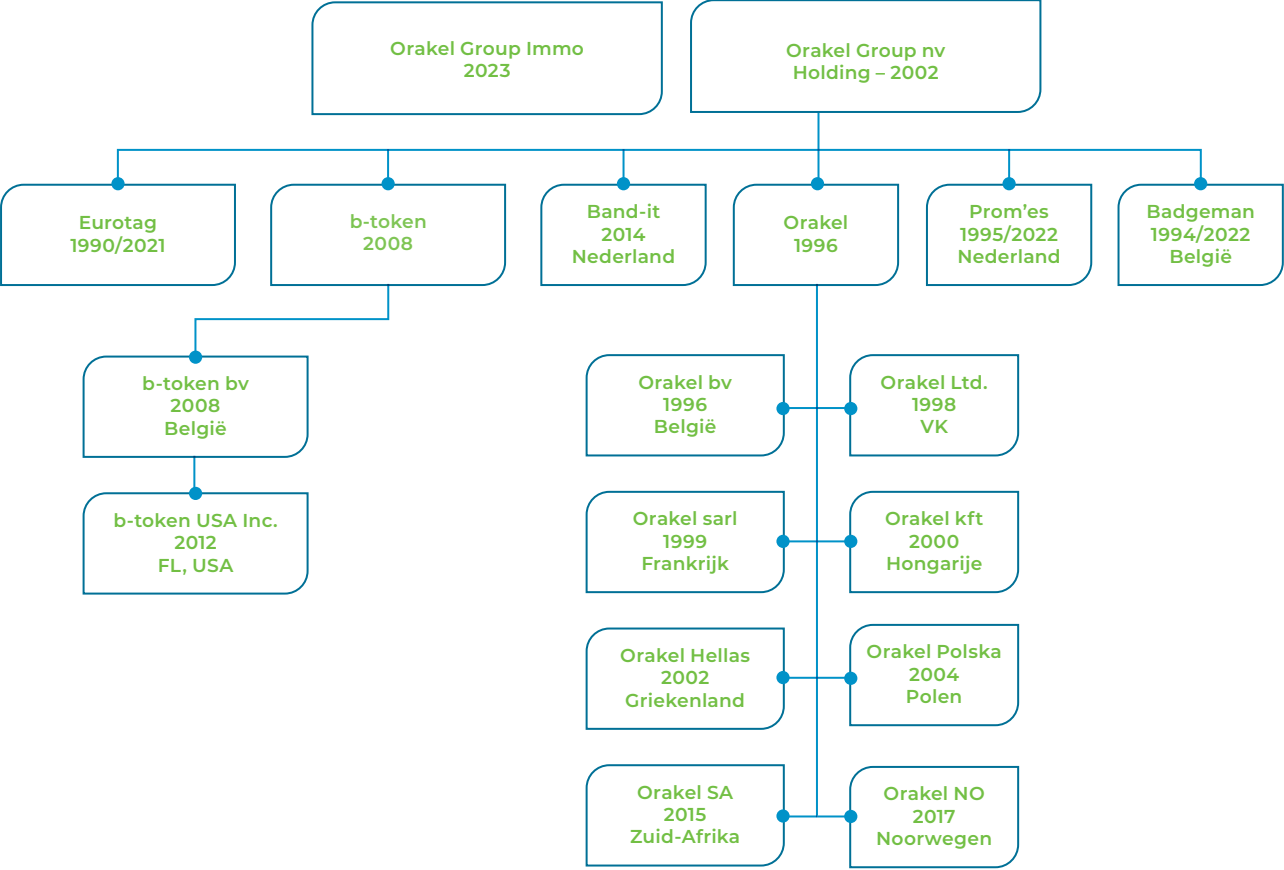 Orakel Group Immo
2023
Orakel Group nv
Holding – 2002
Eurotag
1990/2021
b-token
2008
Band-it
2014
Nederland
Orakel
1996
Prom’es
1995/2022
Nederland
Badgeman
1994/2022
België
b-token bv
2008
België
b-token USA Inc.
2012
FL, USA
Orakel bv
1996
België
Orakel Ltd.
1998
VK
Orakel sarl
1999
Frankrijk
Orakel kft
2000
Hongarije
Orakel Hellas
2002
Griekenland
Orakel Polska
2004
Polen
Orakel SA
2015
Zuid-Afrika
Orakel NO
2017
Noorwegen